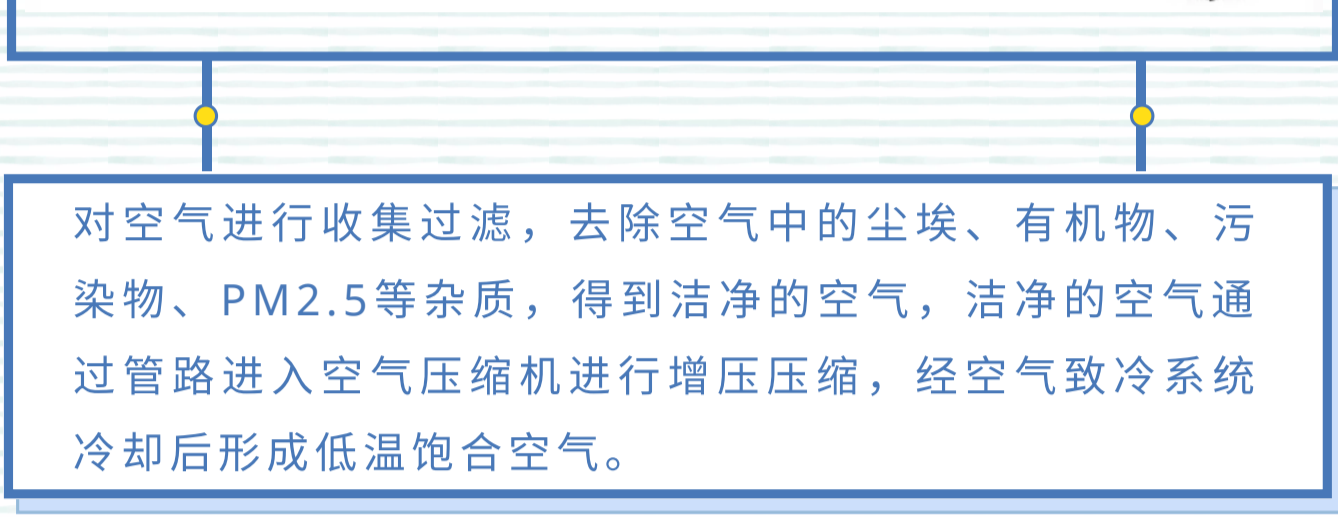 对空气进行收集过滤，去除空气中的尘埃、有机物、污
染物、PM2.5等杂质，得到洁净的空气，洁净的空气通
过管路进入空气压缩机进行增压压缩，经空气致冷系统
冷却后形成低温饱合空气。